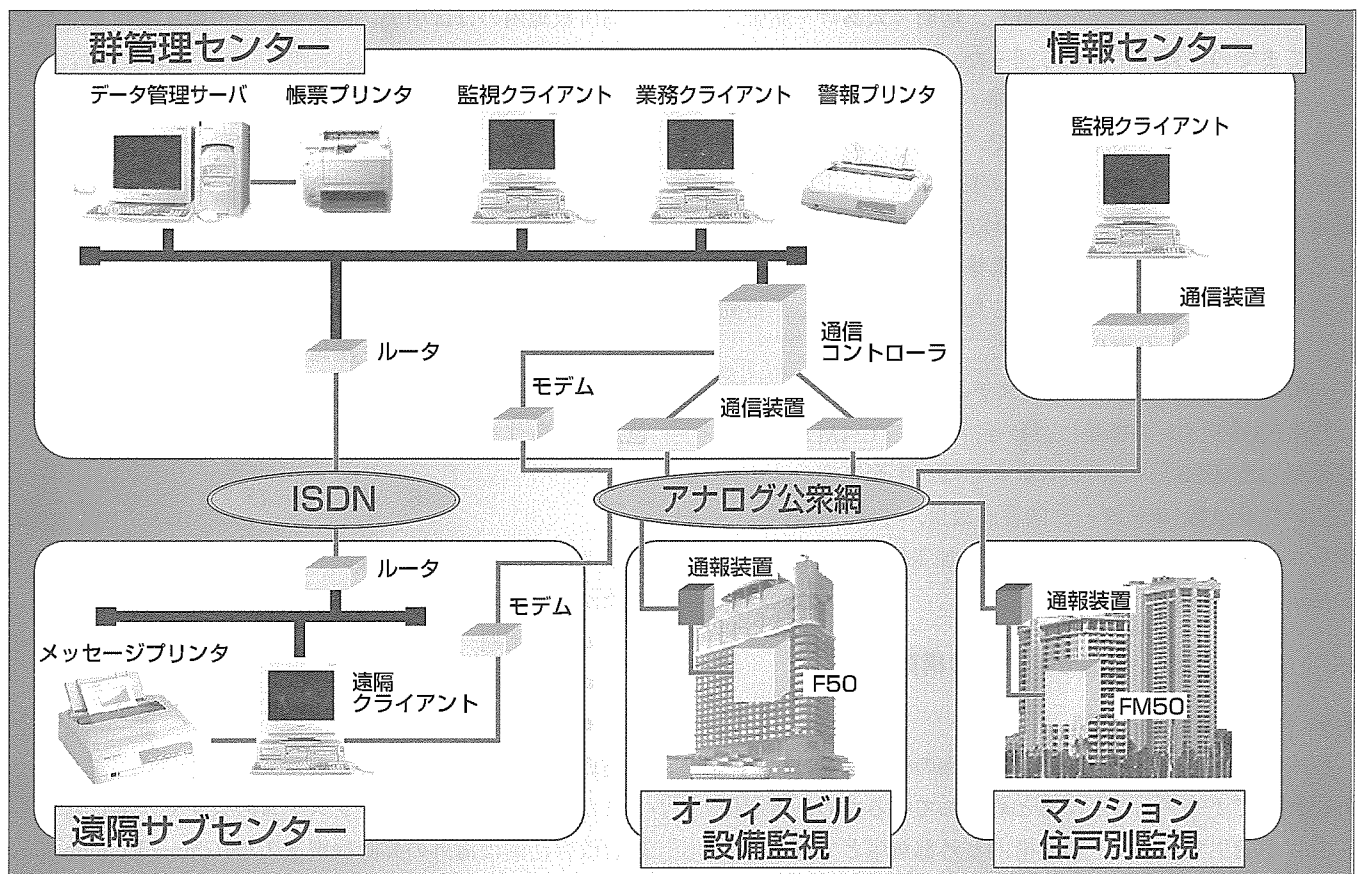 群管理センター
データ管理サーバ
帳票プリンタ
監視クライアント
業務クライアント
警報プリンタ
ルータ
モデム
通信装置
通信
コントローラ
情報センター
監視クライアント
通信装置
ISDN
アナログ公衆網
ルータ
モデム
メッセージプリンタ
遠隔
クライアント
遠隔サブセンター
通報装置
F50
オフィスビル
設備監視
通報装置
FM50
マンション
住戸別監視